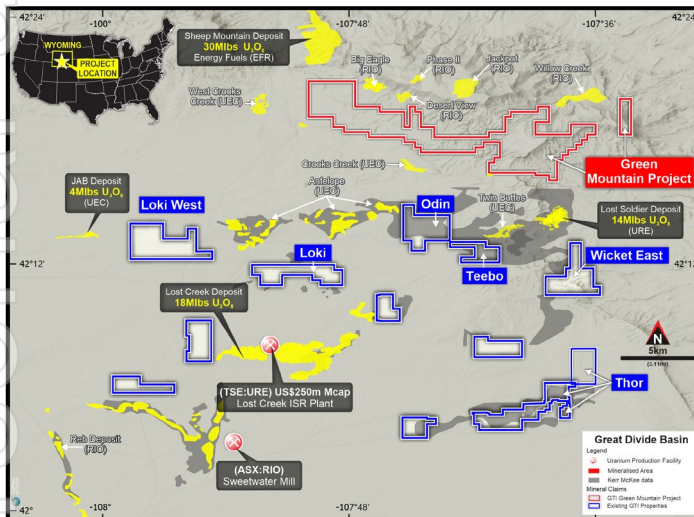 42°24'
-100°
-107°48'
-107°36'
42°24'
WYOMING
PROJECT
LOCATION
Sheep Mountain Deposit
30Mlbs U₃O₈
Energy Fuels (EFR)
Big Eagle
(RIO)
Phase II
(RIO)
Jackpot
(RIO)
Willow Creek
(RIO)
West Crooks
Creek (UEC)
Desert View
(RIO)
Crooks Creek (UEC)
Green
Mountain Project
JAB Deposit
4Mlbs U₃O₈
(UEC)
Antelope
(UEC)
Loki West
Odin
Twin Buttes
(UEC)
Lost Soldier Deposit
14Mlbs U₃O₈
(URE)
42°12'
Loki
Teebo
Wicket East
42°12'
Lost Creek Deposit
18Mlbs U₃O₈
N
5km
(3.11mi)
(TSE:URE) US$250m Mcap
Lost Creek ISR Plant
Thor
Reb Deposit
(RIO)
(ASX:RIO)
Sweetwater Mill
Great Divide Basin
Legend
Uranium Production Facility
Mineralised Area
Kerr McKee data
Mineral Claims
GTI Green Mountain Project
Existing GTI Properties
42°
-108°
-107°48'